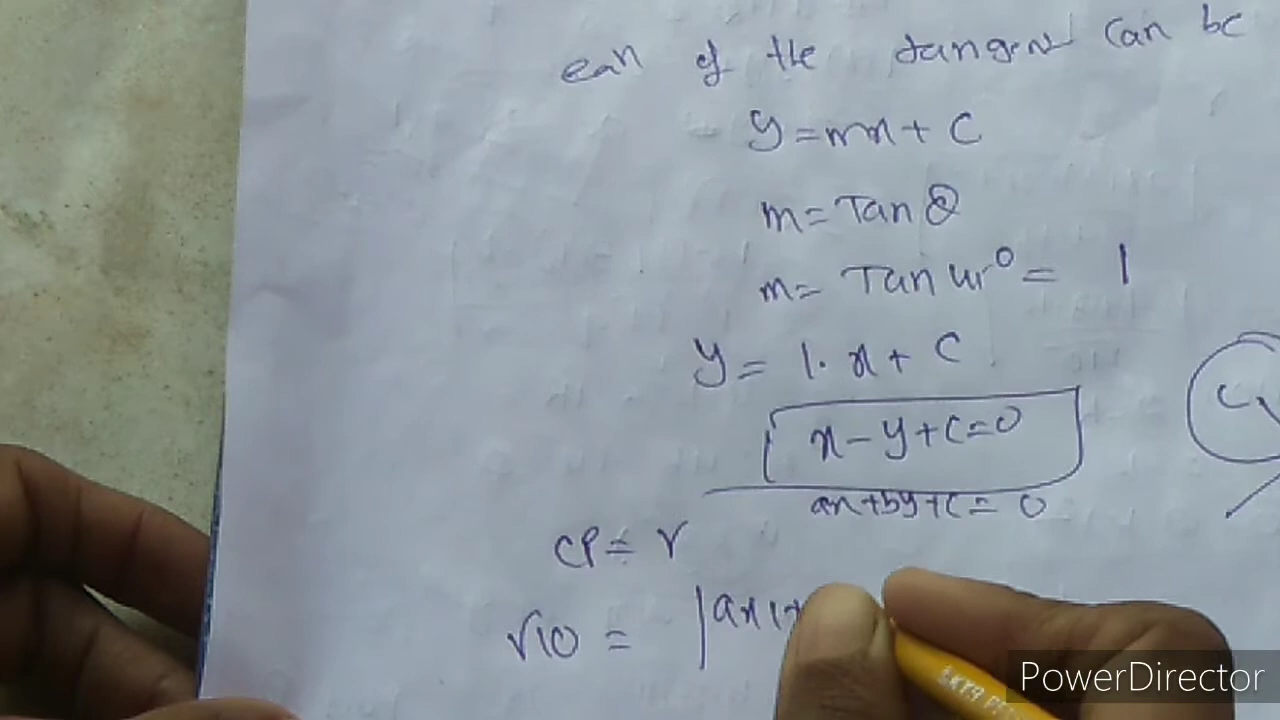 eqn of the tangent can be
y = mx + c
m = Tan θ
m = Tan 45° = 1
y = 1. x + c
x - y + c = 0
ax + by + c = 0
CP = r
√10 = |ax1+
C
PowerDirector